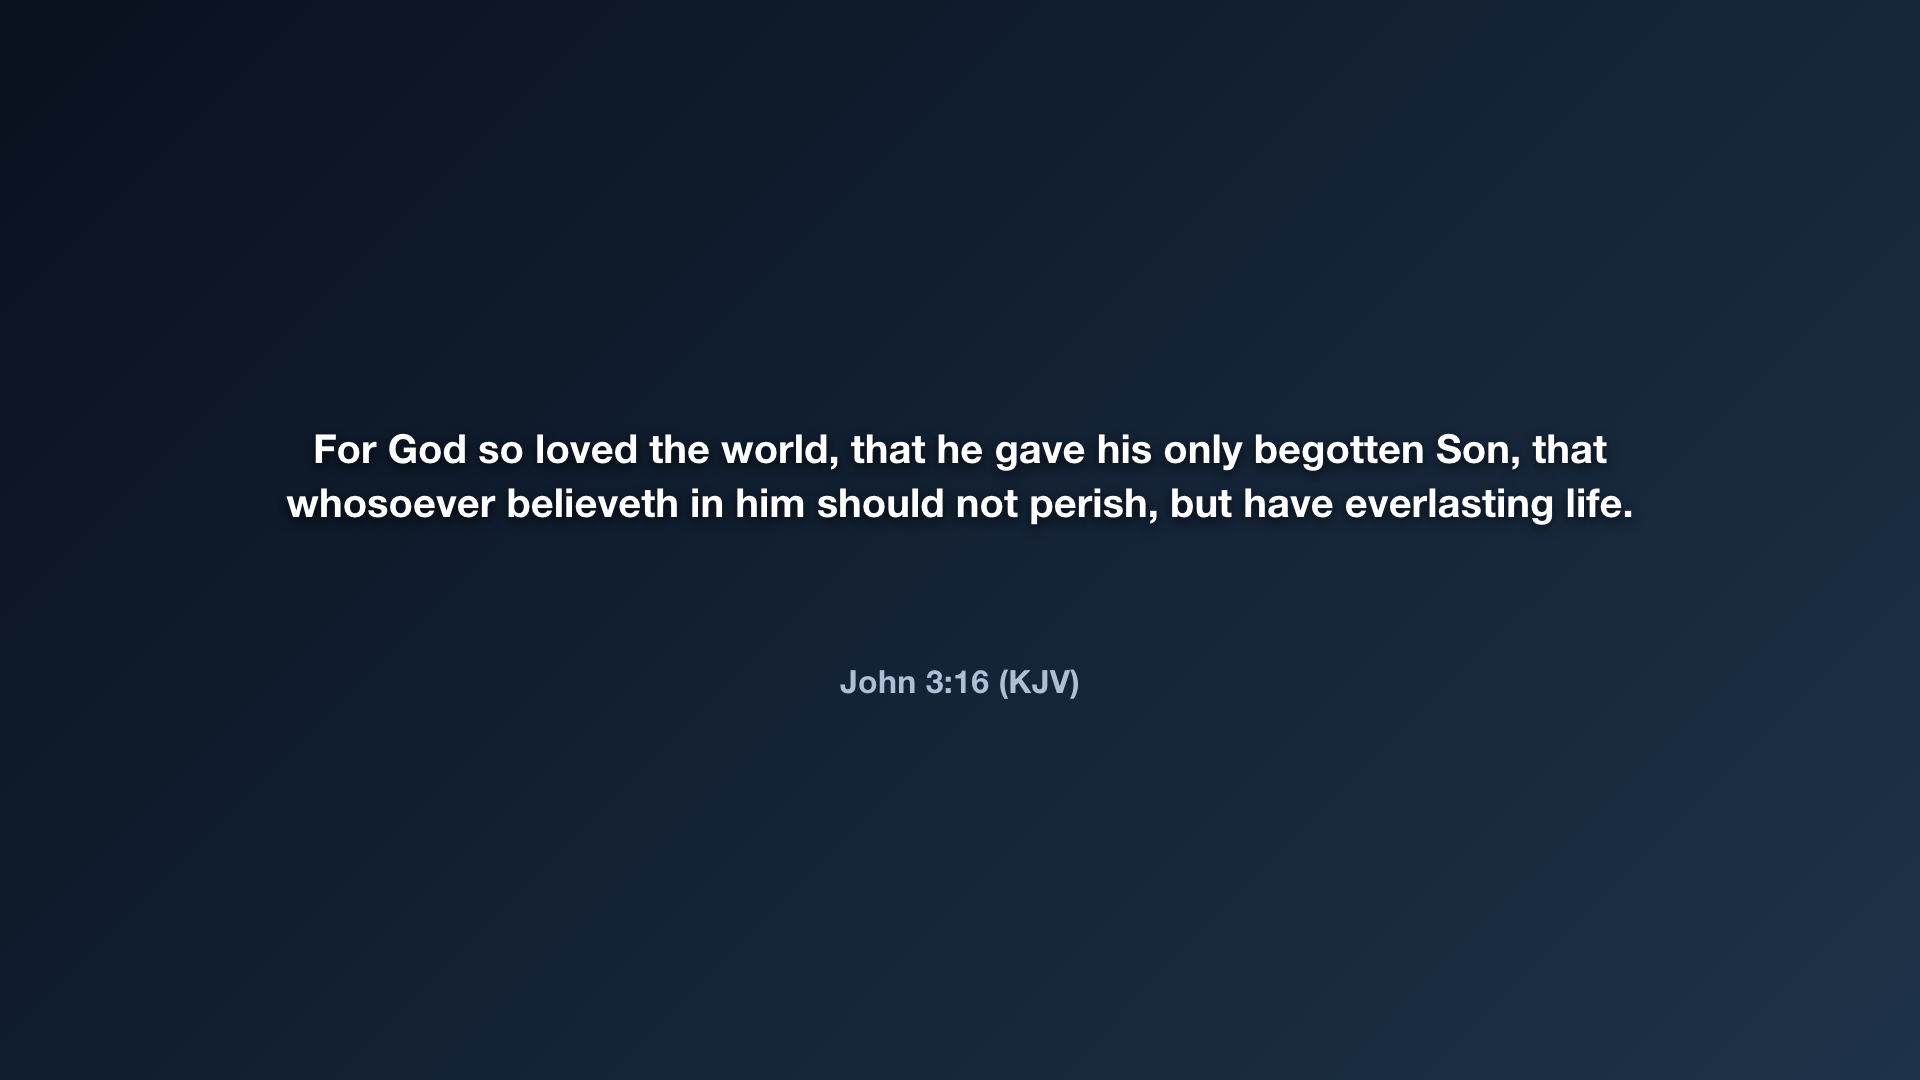 For God so loved the world, that he gave his only begotten Son, that
whosoever believeth in him should not perish, but have everlasting life.
John 3:16 (KJV)